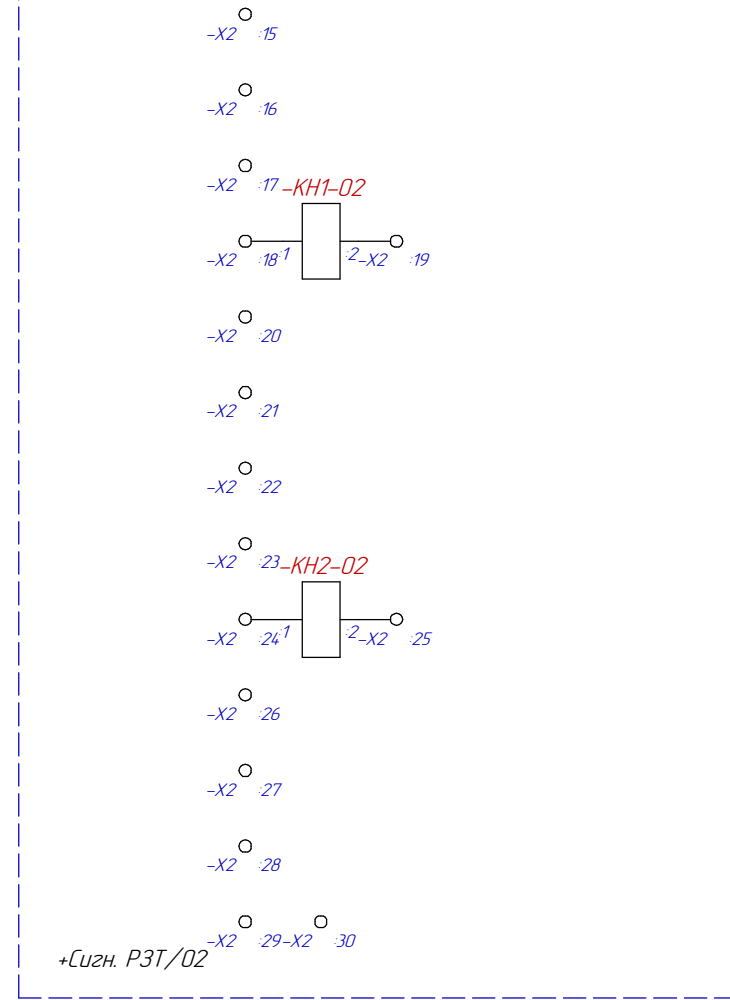 -X2 :15
-X2 :16
-X2 :17 -KH1-02
-X2 :18 :1 :2 -X2 :19
-X2 :20
-X2 :21
-X2 :22
-X2 :23 -KH2-02
-X2 :24 :1 :2 -X2 :25
-X2 :26
-X2 :27
-X2 :28
-X2 :29 -X2 :30
+Сигн. РЗТ/02